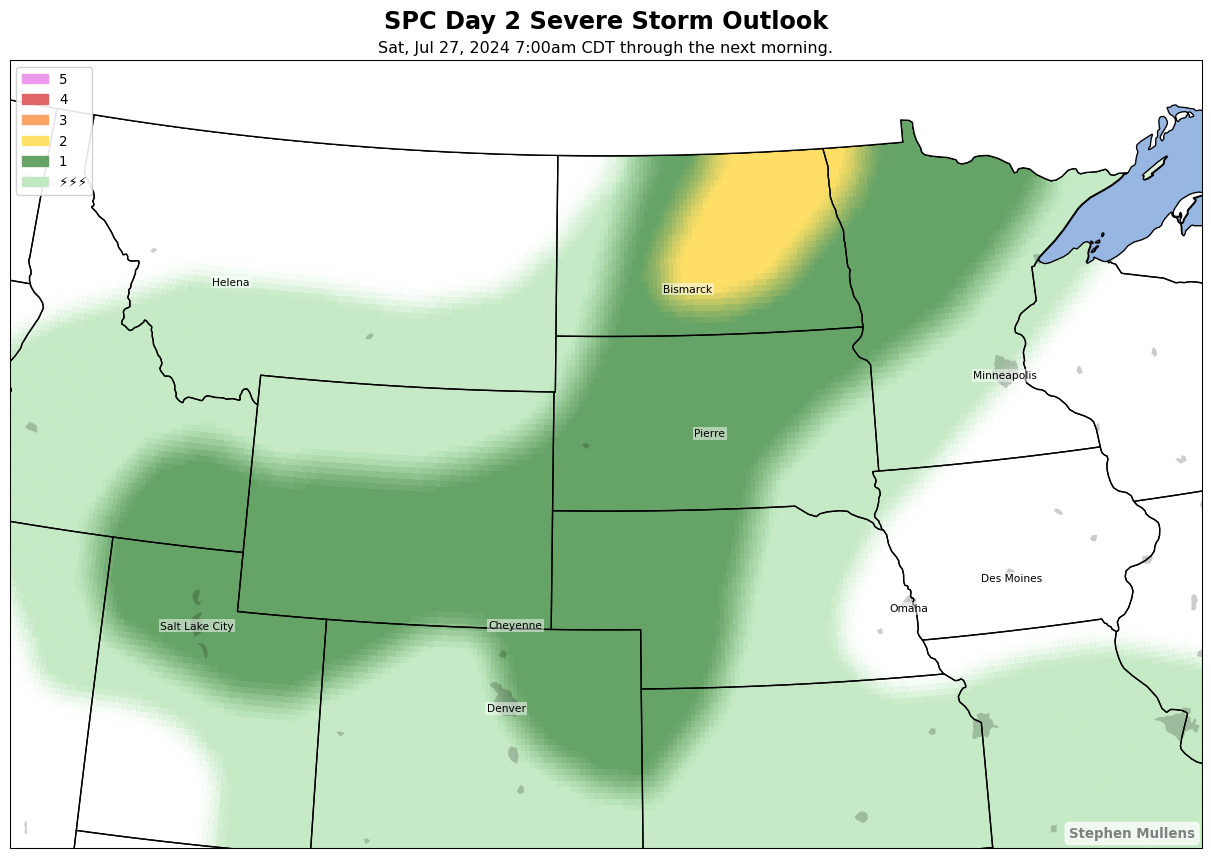 SPC Day 2 Severe Storm Outlook
Sat, Jul 27, 2024 7:00am CDT through the next morning.
5
4
3
2
1
⚡⚡⚡
Helena
Bismarck
Minneapolis
Pierre
Des Moines
Omaha
Salt Lake City
Cheyenne
Denver
Stephen Mullens